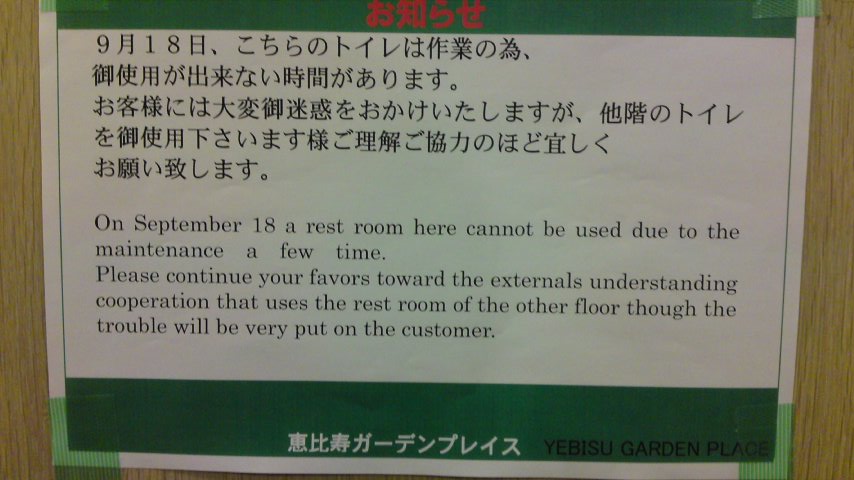 お知らせ
９月１８日、こちらのトイレは作業の為、
御使用が出来ない時間があります。
お客様には大変御迷惑をおかけいたしますが、他階のトイレ
を御使用下さいます様ご理解ご協力のほど宜しく
お願い致します。
On September 18 a rest room here cannot be used due to the
maintenance a few time.
Please continue your favors toward the externals understanding
cooperation that uses the rest room of the other floor though the
trouble will be very put on the customer.
恵比寿ガーデンプレイス YEBISU GARDEN PLACE